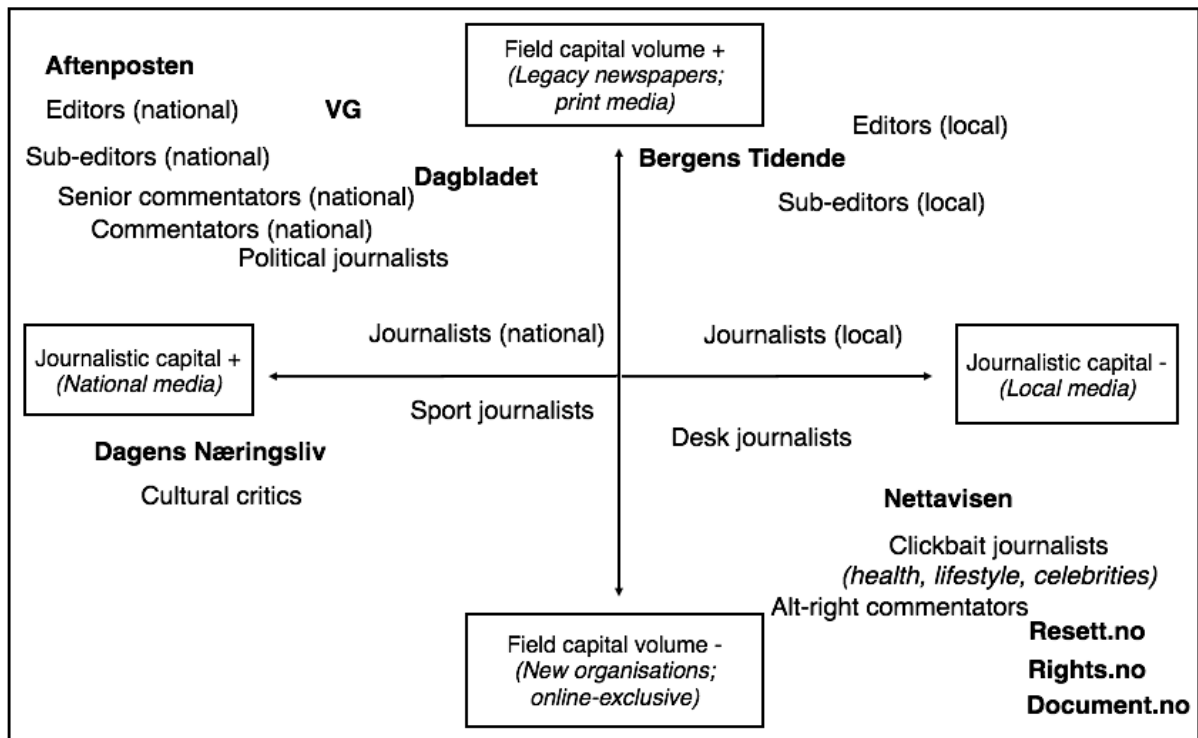 Field capital volume +
(Legacy newspapers;
print media)
Aftenposten
Editors (national)
VG
Sub-editors (national)
Dagbladet
Senior commentators (national)
Commentators (national)
Political journalists
Editors (local)
Bergens Tidende
Sub-editors (local)
Journalists (national)
Journalists (local)
Journalistic capital +
(National media)
Journalistic capital -
(Local media)
Sport journalists
Desk journalists
Dagens Næringsliv
Cultural critics
Nettavisen
Clickbait journalists
(health, lifestyle, celebrities)
Alt-right commentators
Resett.no
Rights.no
Document.no
Field capital volume -
(New organisations;
online-exclusive)